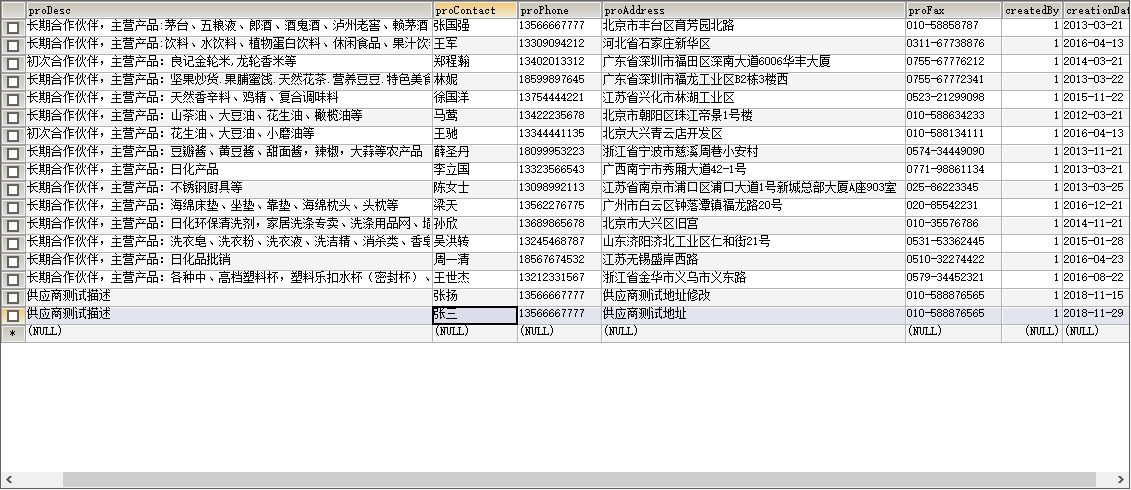 proDesc proContact proPhone proAddress proFax createdBy creationDat
长期合作伙伴，主营产品:茅台、五粮液、郎酒、酒鬼酒、泸州老窖、赖茅酒 张国强 13566667777 北京市丰台区育芳园北路 010-58858787 1 2013-03-21
长期合作伙伴，主营产品:饮料、水饮料、植物蛋白饮料、休闲食品、果汁饮 王军 13309094212 河北省石家庄新华区 0311-67738876 1 2016-04-13
初次合作伙伴，主营产品：良记金轮米,龙轮香米等 郑程瀚 13402013312 广东省深圳市福田区深南大道6006华丰大厦 0755-67776212 1 2014-03-21
长期合作伙伴，主营产品：坚果炒货.果脯蜜饯.天然花茶.营养豆豆.特色美食 林妮 18599897645 广东省深圳市福龙工业区B2栋3楼西 0755-67772341 1 2013-03-22
长期合作伙伴，主营产品：天然香辛料、鸡精、复合调味料 徐国洋 13754444221 江苏省兴化市林湖工业区 0523-21299098 1 2015-11-22
长期合作伙伴，主营产品：山茶油、大豆油、花生油、橄榄油等 马莺 13422235678 北京市朝阳区珠江帝景1号楼 010-588634233 1 2012-03-21
初次合作伙伴，主营产品：花生油、大豆油、小磨油等 王驰 13344441135 北京大兴青云店开发区 010-588134111 1 2016-04-13
长期合作伙伴，主营产品：豆瓣酱、黄豆酱、甜面酱，辣椒，大蒜等农产品 薛圣丹 18099953223 浙江省宁波市慈溪周巷小安村 0574-34449090 1 2013-11-21
长期合作伙伴，主营产品：日化产品 李立国 13323566543 广西南宁市秀厢大道42-1号 0771-98861134 1 2013-03-21
长期合作伙伴，主营产品：不锈钢厨具等 陈女士 13098992113 江苏省南京市浦口区浦口大道1号新城总部大厦A座903室 025-86223345 1 2013-03-25
长期合作伙伴，主营产品：海绵床垫、坐垫、靠垫、海绵枕头、头枕等 梁天 13562276775 广州市白云区钟落潭镇福龙路20号 020-85542231 1 2016-12-21
长期合作伙伴，主营产品：日化环保清洗剂，家居洗涤专卖、洗涤用品网、墙 孙欣 13689865678 北京市大兴区旧宫 010-35576786 1 2014-11-21
长期合作伙伴，主营产品：洗衣皂、洗衣粉、洗衣液、洗洁精、消杀类、香皂 吴洪转 13245468787 山东济阳济北工业区仁和街21号 0531-53362445 1 2015-01-28
长期合作伙伴，主营产品：日化品批销 周一清 18567674532 江苏无锡盛岸西路 0510-32274422 1 2016-04-23
长期合作伙伴，主营产品：各种中、高档塑料杯，塑料乐扣水杯（密封杯）、 王世杰 13212331567 浙江省金华市义乌市义东路 0579-34452321 1 2016-08-22
供应商测试描述 张扬 13566667777 供应商测试地址修改 010-588876565 1 2018-11-15
供应商测试描述 张三 13566667777 供应商测试地址 010-588876565 1 2018-11-29
* (NULL) (NULL) (NULL) (NULL) (NULL) (NULL) (NULL)